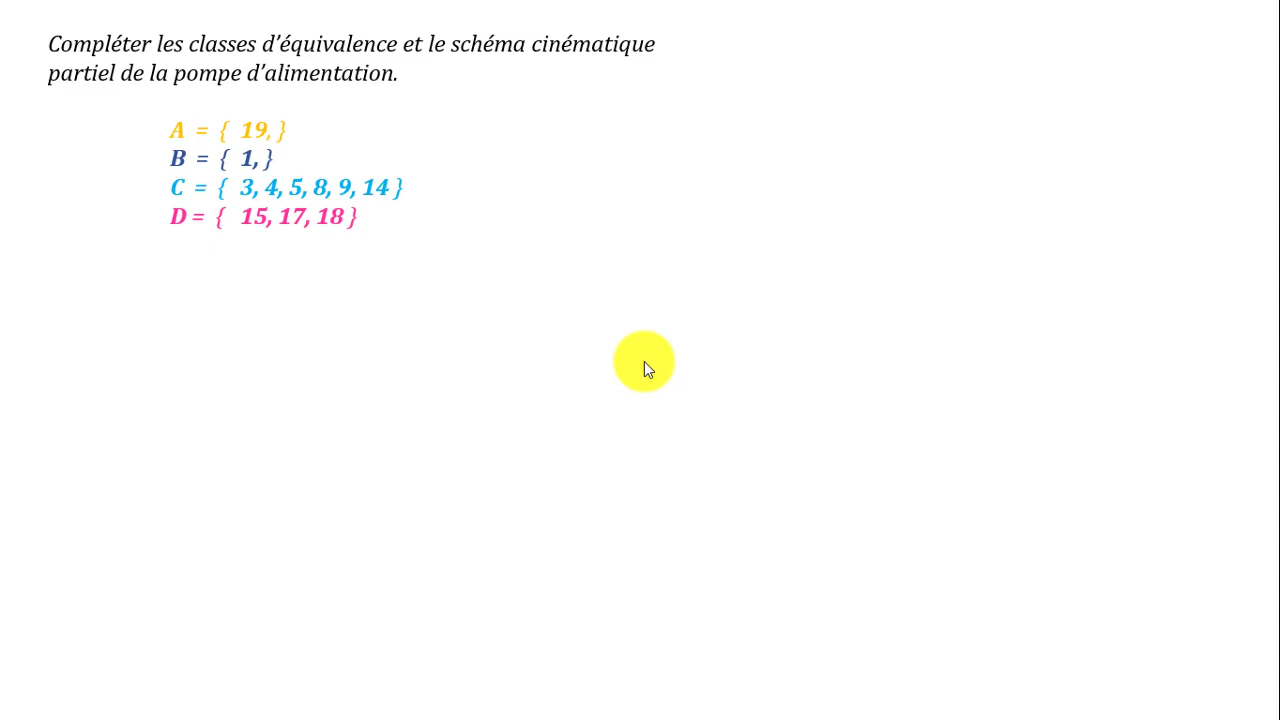 Compléter les classes d’équivalence et le schéma cinématique
partiel de la pompe d’alimentation.
A = { 19, }
B = { 1, }
C = { 3, 4, 5, 8, 9, 14 }
D = { 15, 17, 18 }